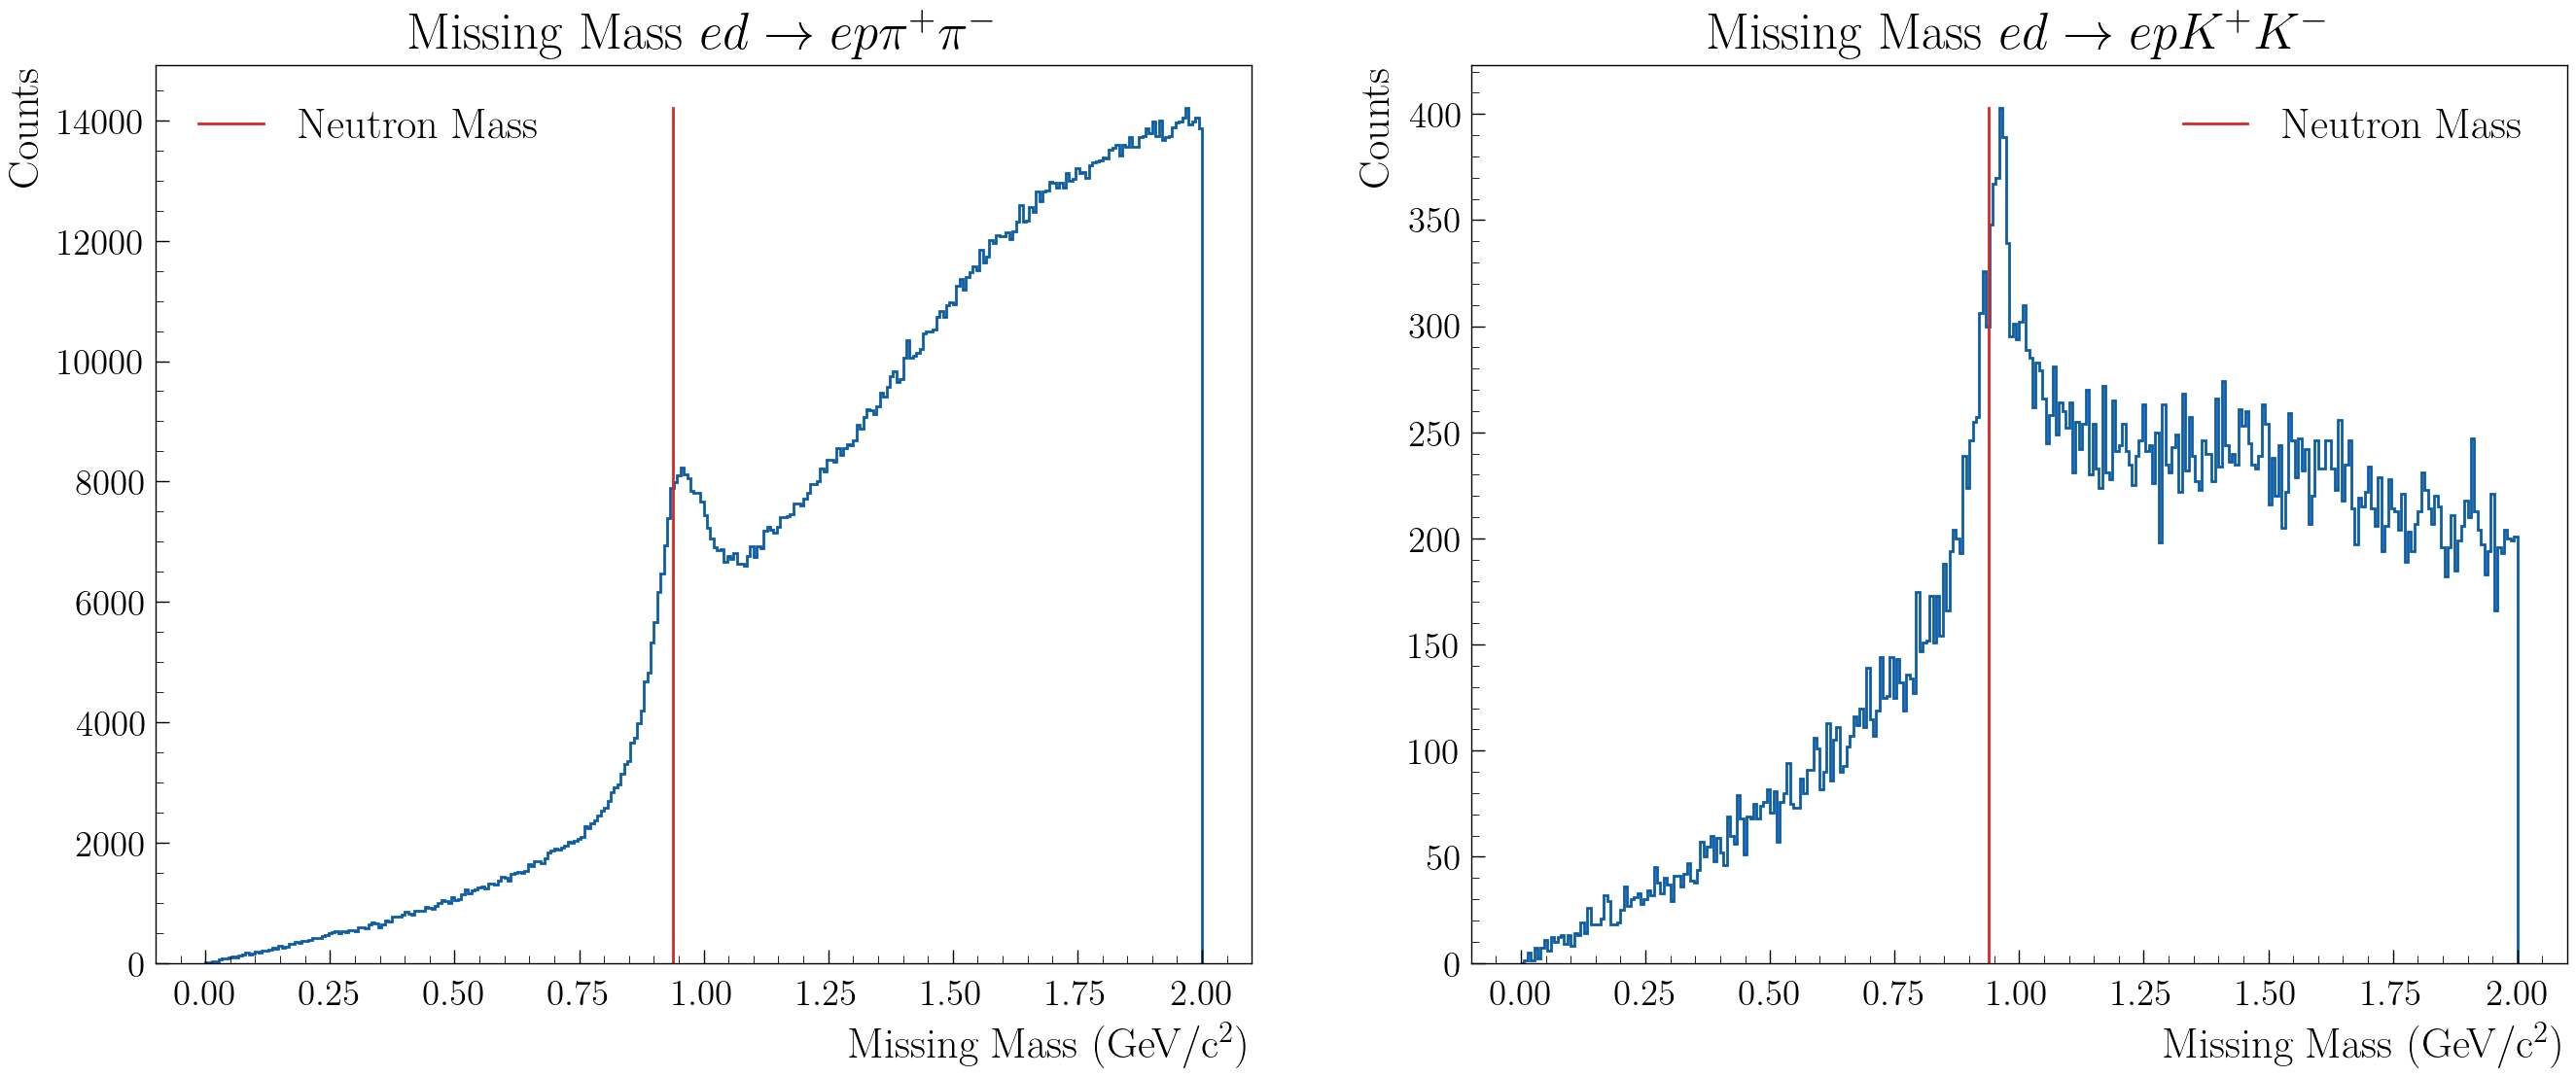 Missing Mass ed → epπ⁺π⁻
Counts
Neutron Mass
14000
12000
10000
8000
6000
4000
2000
0
0.00 0.25 0.50 0.75 1.00 1.25 1.50 1.75 2.00
Missing Mass (GeV/c²)
Missing Mass ed → epK⁺K⁻
Counts
Neutron Mass
400
350
300
250
200
150
100
50
0
0.00 0.25 0.50 0.75 1.00 1.25 1.50 1.75 2.00
Missing Mass (GeV/c²)